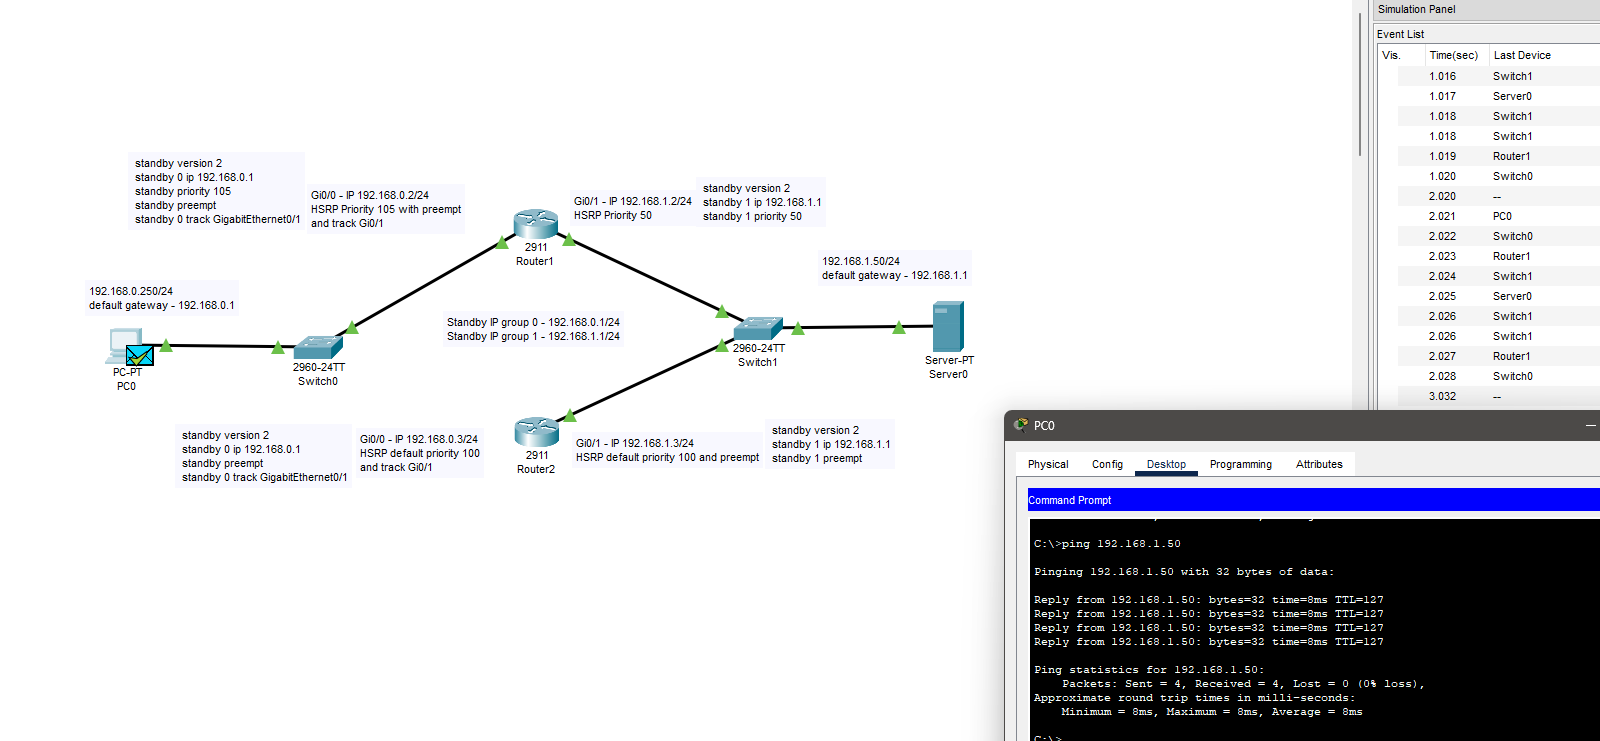 Simulation Panel
Event List
Vis. Time(sec) Last Device
1.016 Switch1
1.017 Server0
1.018 Switch1
1.018 Switch1
1.019 Router1
1.020 Switch0
2.020 --
2.021 PC0
2.022 Switch0
2.023 Router1
2.024 Switch1
2.025 Server0
2.026 Switch1
2.026 Switch1
2.027 Router1
2.028 Switch0
3.032 --
standby version 2
standby 0 ip 192.168.0.1
standby priority 105
standby preempt
standby 0 track GigabitEthernet0/1
Gi0/0 - IP 192.168.0.2/24
HSRP Priority 105 with preempt
and track Gi0/1
2911
Router1
Gi0/1 - IP 192.168.1.2/24
HSRP Priority 50
standby version 2
standby 1 ip 192.168.1.1
standby 1 priority 50
192.168.1.50/24
default gateway - 192.168.1.1
192.168.0.250/24
default gateway - 192.168.0.1
PC-PT
PC0
2960-24TT
Switch0
Standby IP group 0 - 192.168.0.1/24
Standby IP group 1 - 192.168.1.1/24
2960-24TT
Switch1
Server-PT
Server0
standby version 2
standby 0 ip 192.168.0.1
standby preempt
standby 0 track GigabitEthernet0/1
Gi0/0 - IP 192.168.0.3/24
HSRP default priority 100
and track Gi0/1
2911
Router2
Gi0/1 - IP 192.168.1.3/24
HSRP default priority 100 and preempt
standby version 2
standby 1 ip 192.168.1.1
standby 1 preempt
PC0
Physical Config Desktop Programming Attributes
Command Prompt
C:\>ping 192.168.1.50
Pinging 192.168.1.50 with 32 bytes of data:
Reply from 192.168.1.50: bytes=32 time=8ms TTL=127
Reply from 192.168.1.50: bytes=32 time=8ms TTL=127
Reply from 192.168.1.50: bytes=32 time=8ms TTL=127
Reply from 192.168.1.50: bytes=32 time=8ms TTL=127
Ping statistics for 192.168.1.50:
Packets: Sent = 4, Received = 4, Lost = 0 (0% loss),
Approximate round trip times in milli-seconds:
Minimum = 8ms, Maximum = 8ms, Average = 8ms
C:\>